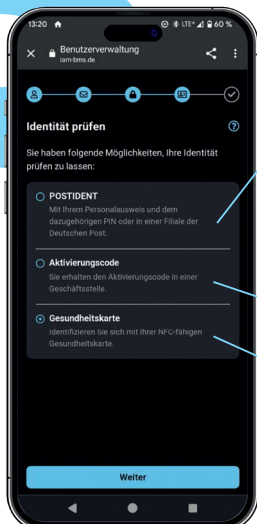 13:20
LTE+ 60 %
Benutzerverwaltung
iam-bms.de
Identität prüfen
Sie haben folgende Möglichkeiten, Ihre Identität
prüfen zu lassen:
POSTIDENT
Mit Ihrem Personalausweis und dem
dazugehörigen PIN oder in einer Filiale der
Deutschen Post.
Aktivierungscode
Sie erhalten den Aktivierungscode in einer
Geschäftsstelle.
Gesundheitskarte
Identifizieren Sie sich mit Ihrer NFC-fähigen
Gesundheitskarte.
Weiter